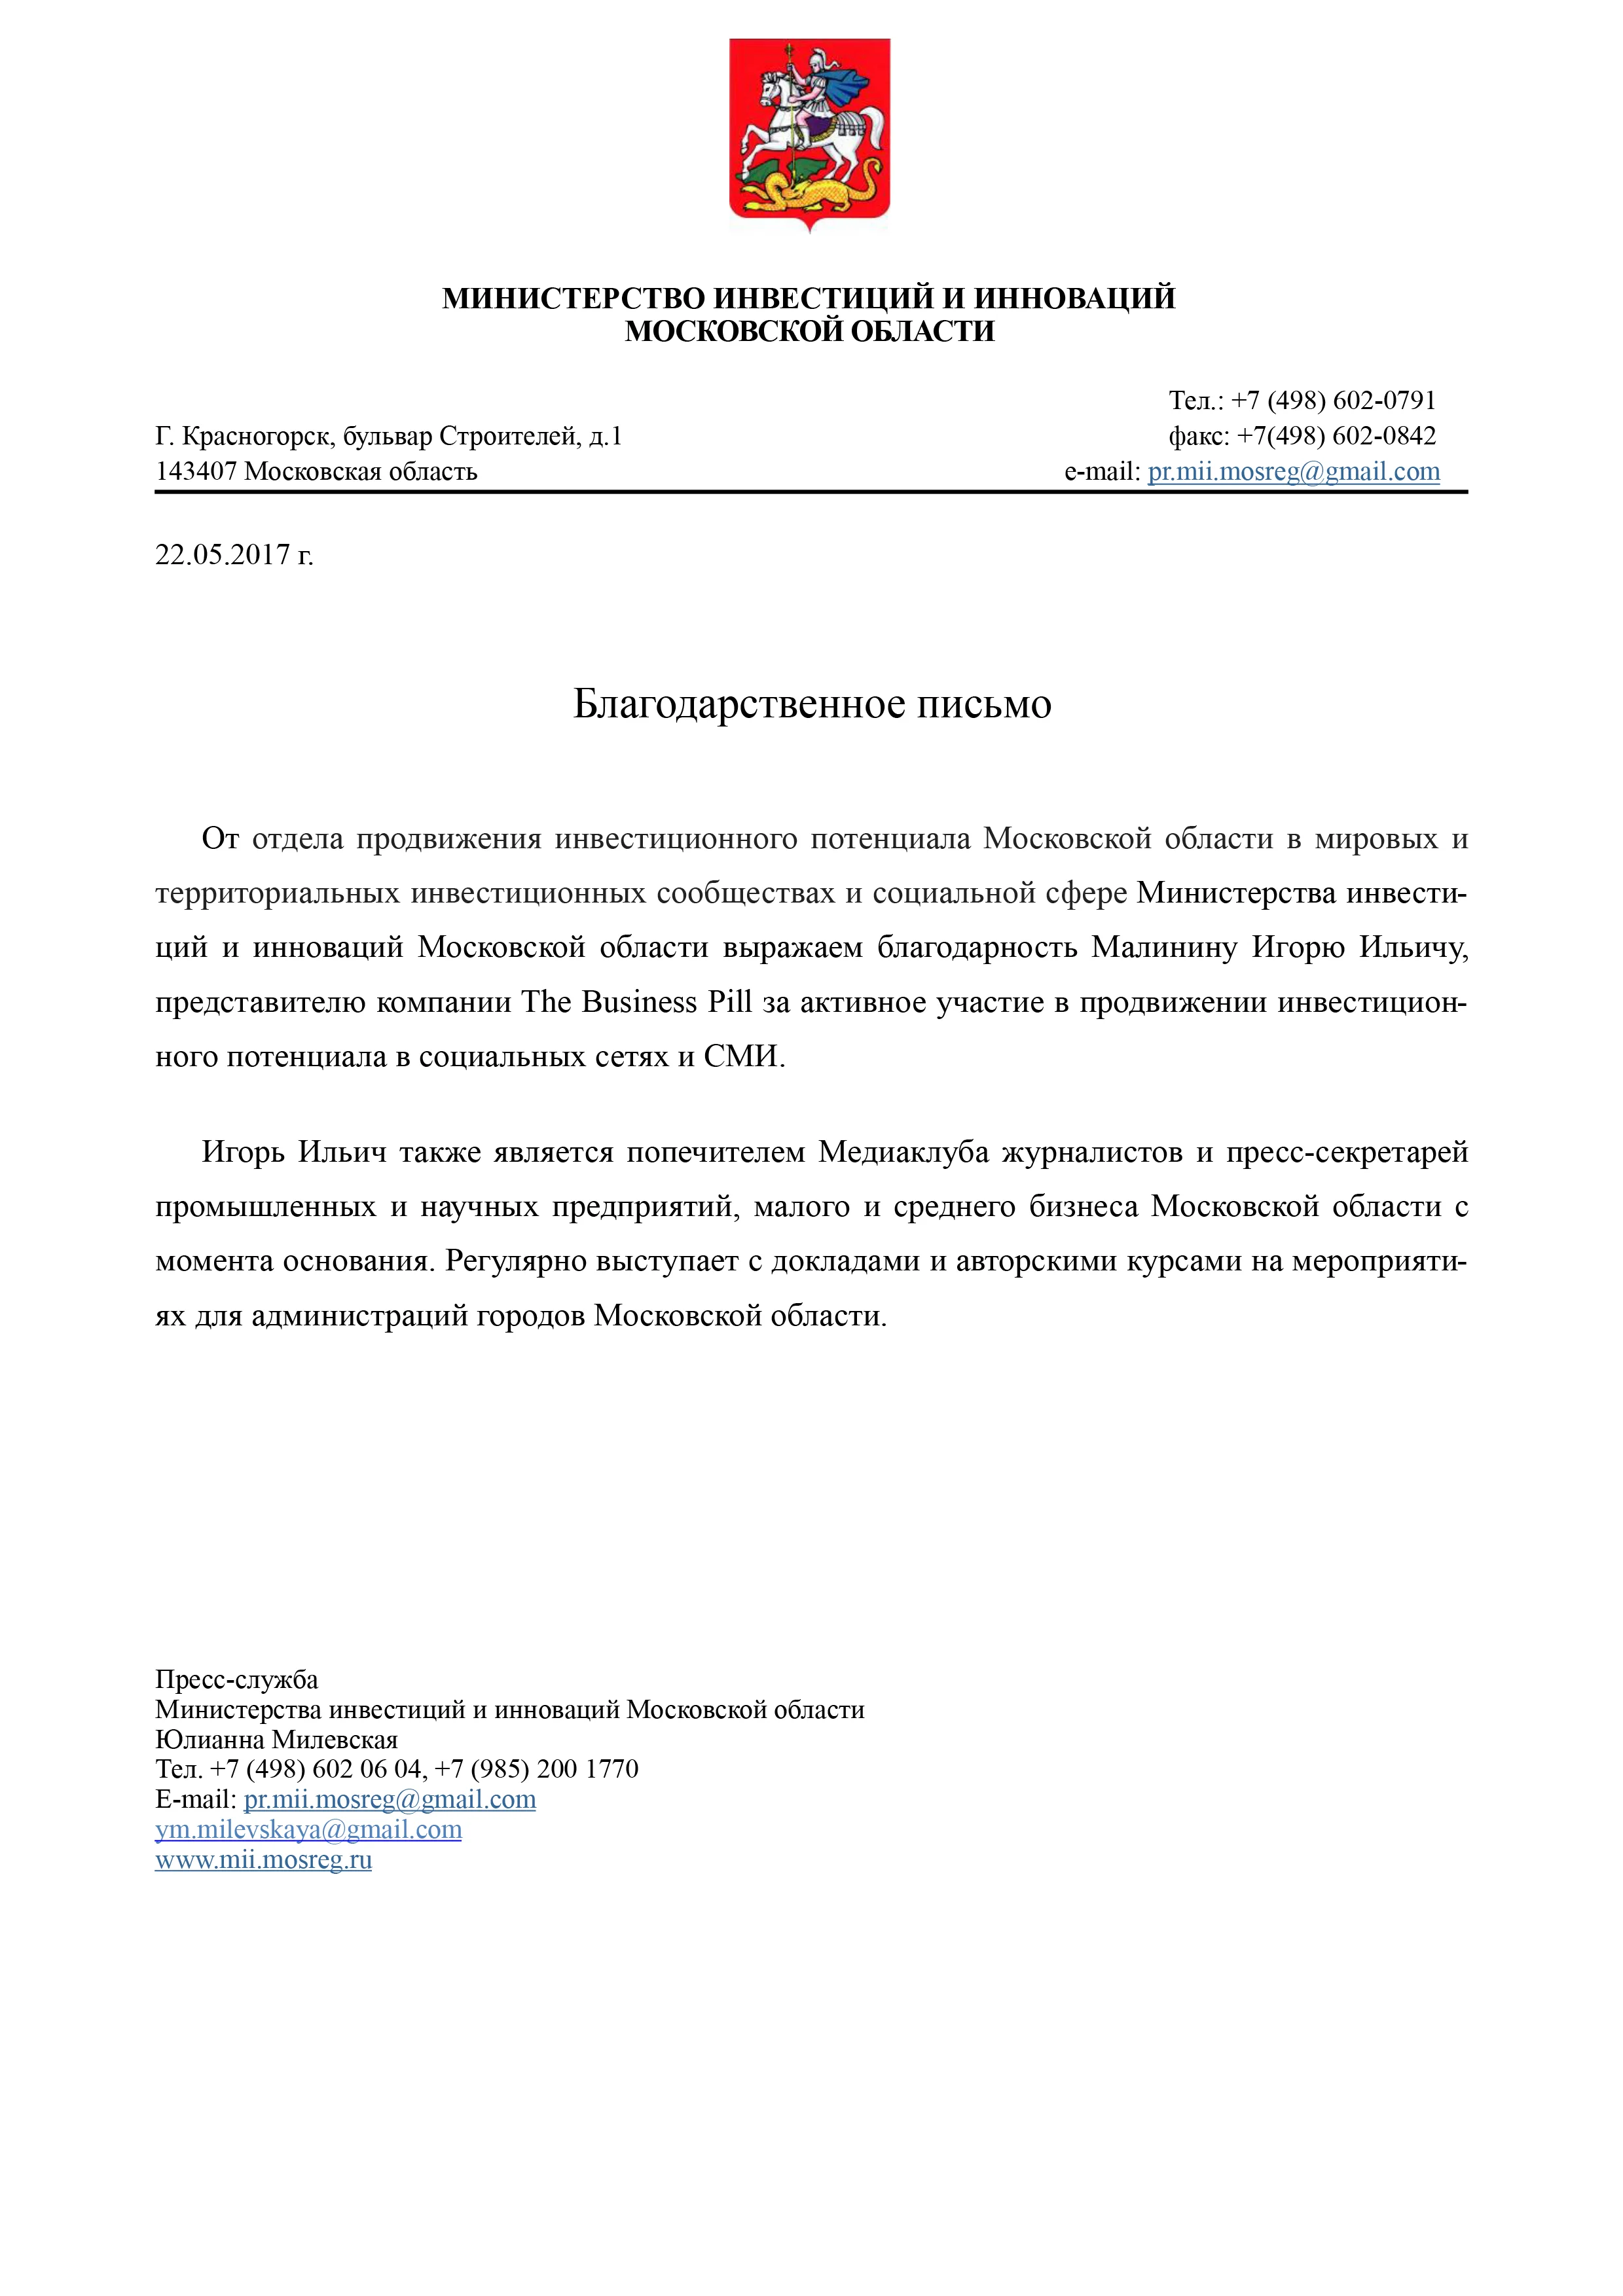 МИНИСТЕРСТВО ИНВЕСТИЦИЙ И ИННОВАЦИЙ
МОСКОВСКОЙ ОБЛАСТИ
Тел.: +7 (498) 602-0791
Г. Красногорск, бульвар Строителей, д.1 факс: +7(498) 602-0842
143407 Московская область e-mail: pr.mii.mosreg@gmail.com
22.05.2017 г.
Благодарственное письмо
От отдела продвижения инвестиционного потенциала Московской области в мировых и
территориальных инвестиционных сообществах и социальной сфере Министерства инвести-
ций и инноваций Московской области выражаем благодарность Малинину Игорю Ильичу,
представителю компании The Business Pill за активное участие в продвижении инвестицион-
ного потенциала в социальных сетях и СМИ.
Игорь Ильич также является попечителем Медиаклуба журналистов и пресс-секретарей
промышленных и научных предприятий, малого и среднего бизнеса Московской области с
момента основания. Регулярно выступает с докладами и авторскими курсами на мероприяти-
ях для администраций городов Московской области.
Пресс-служба
Министерства инвестиций и инноваций Московской области
Юлианна Милевская
Тел. +7 (498) 602 06 04, +7 (985) 200 1770
E-mail: pr.mii.mosreg@gmail.com
ym.milevskaya@gmail.com
www.mii.mosreg.ru